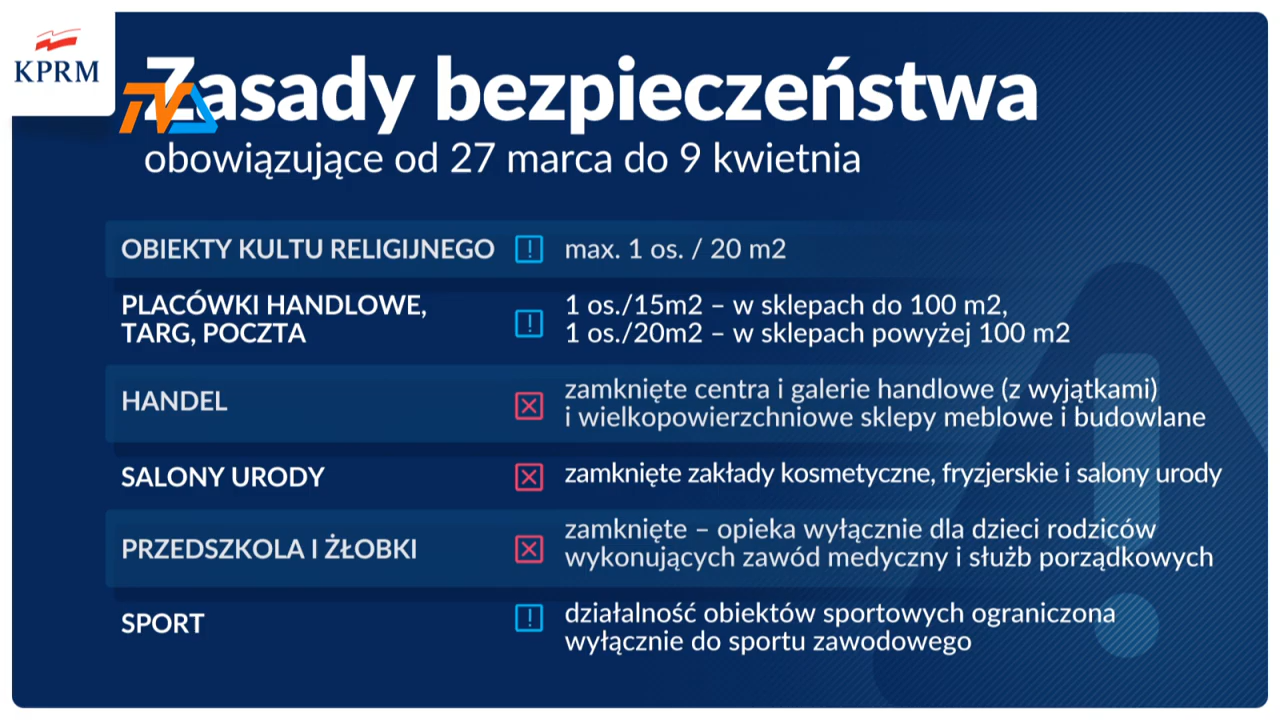 KPRM
Zasady bezpieczeństwa
obowiązujące od 27 marca do 9 kwietnia
OBIEKTY KULTU RELIGIJNEGO
max. 1 os. / 20 m2
PLACÓWKI HANDLOWE,
TARG, POCZTA
1 os./15m2 – w sklepach do 100 m2,
1 os./20m2 – w sklepach powyżej 100 m2
HANDEL
zamknięte centra i galerie handlowe (z wyjątkami)
i wielkopowierzchniowe sklepy meblowe i budowlane
SALONY URODY
zamknięte zakłady kosmetyczne, fryzjerskie i salony urody
PRZEDSZKOLA I ŻŁOBKI
zamknięte – opieka wyłącznie dla dzieci rodziców
wykonujących zawód medyczny i służb porządkowych
SPORT
działalność obiektów sportowych ograniczona
wyłącznie do sportu zawodowego